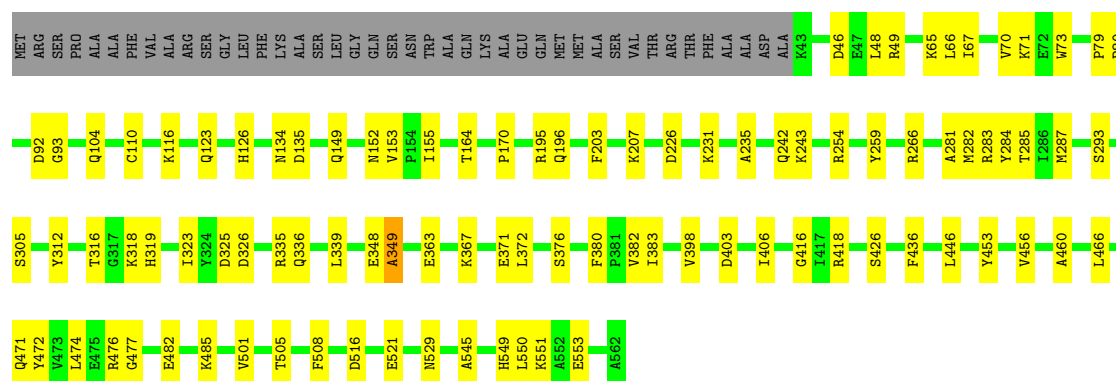 MET ARG SER PRO ALA ALA PHE VAL ALA ARG SER GLY LEU PHE LYS ALA SER LEU GLY GLN SER ASN TRP ALA GLN LYS ALA GLU GLN MET MET ALA SER VAL THR ARG THR PHE ALA ALA ASP ALA K43 D46 E47 L48 R49 K65 L66 I67 V70 K71 E72 W73 P79
D92 G93 Q104 C110 K116 Q123 H126 N134 D135 Q149 N152 V153 P154 I155 T164 P170 R195 Q196 F203 K207 D226 K231 A235 Q242 K243 R254 Y259 R266 A281 M282 R283 Y284 T285 I286 M287 S293
S305 Y312 T316 G317 K318 H319 I323 Y324 D325 D326 R335 Q336 L339 E348 A349 E363 K367 E371 L372 S376 F380 P381 V382 I383 V398 D403 I406 G416 I417 R418 S426 F436 L446 Y453 V456 A460 L466
Q471 Y472 V473 L474 E475 R476 G477 E482 K485 V501 T505 F508 D516 E521 N529 A545 H549 L550 K551 A552 E553 A562